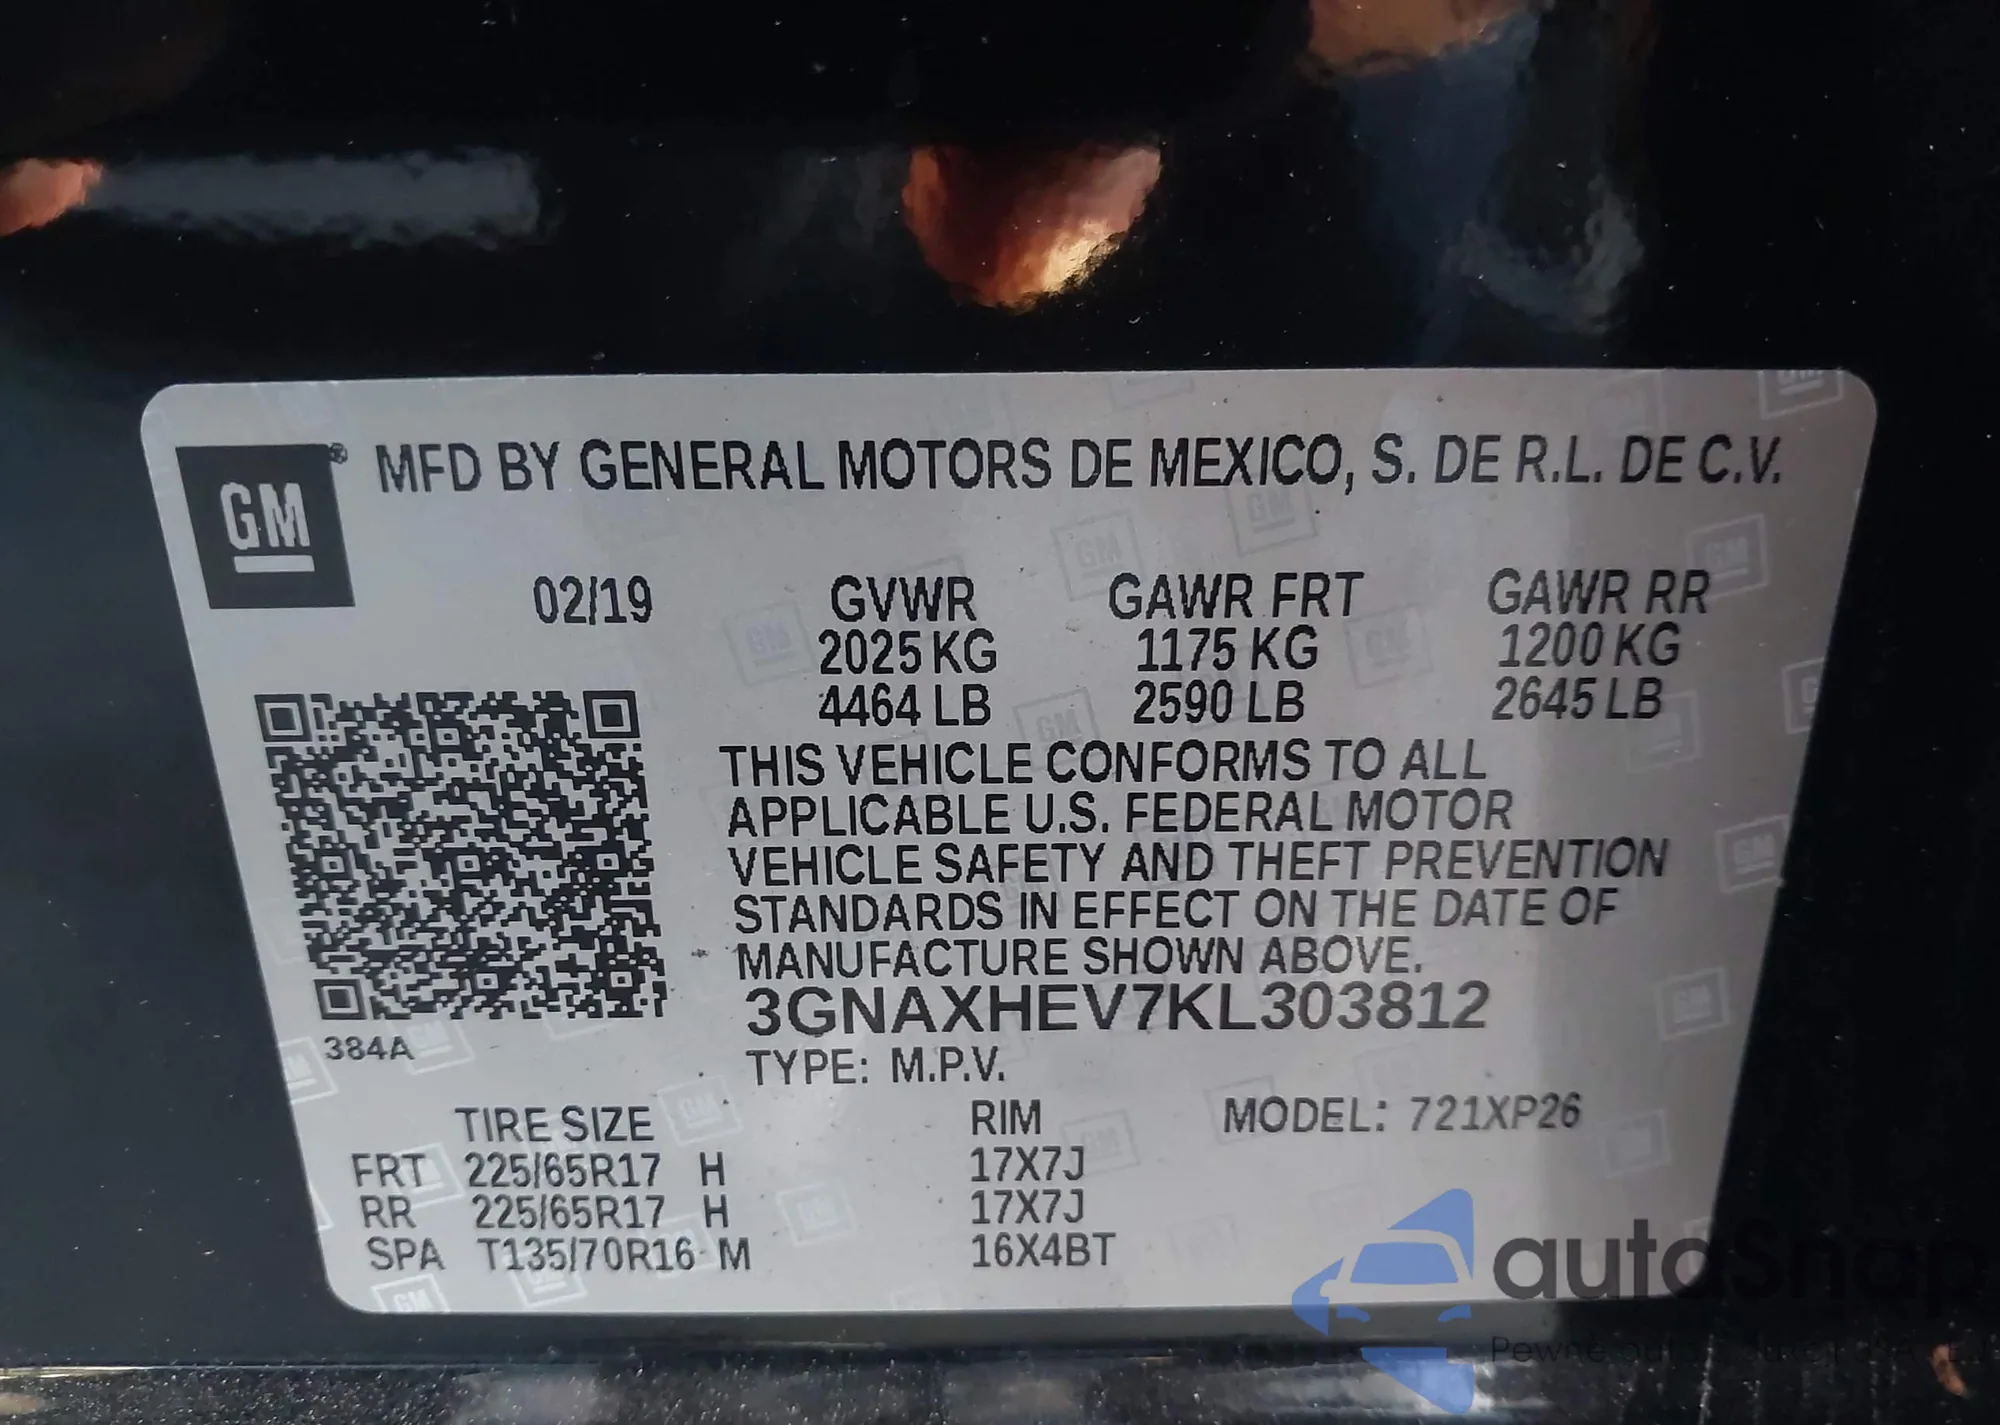 GM
®
MFD BY GENERAL MOTORS DE MEXICO, S. DE R.L. DE C.V.
02/19 GVWR GAWR FRT GAWR RR
2025 KG 1175 KG 1200 KG
4464 LB 2590 LB 2645 LB
THIS VEHICLE CONFORMS TO ALL
APPLICABLE U.S. FEDERAL MOTOR
VEHICLE SAFETY AND THEFT PREVENTION
STANDARDS IN EFFECT ON THE DATE OF
MANUFACTURE SHOWN ABOVE.
3GNAXHEV7KL303812
384A
TYPE: M.P.V.
TIRE SIZE RIM MODEL: 721XP26
FRT 225/65R17 H 17X7J
RR 225/65R17 H 17X7J
SPA T135/70R16 M 16X4BT
autoSnap
Pewne